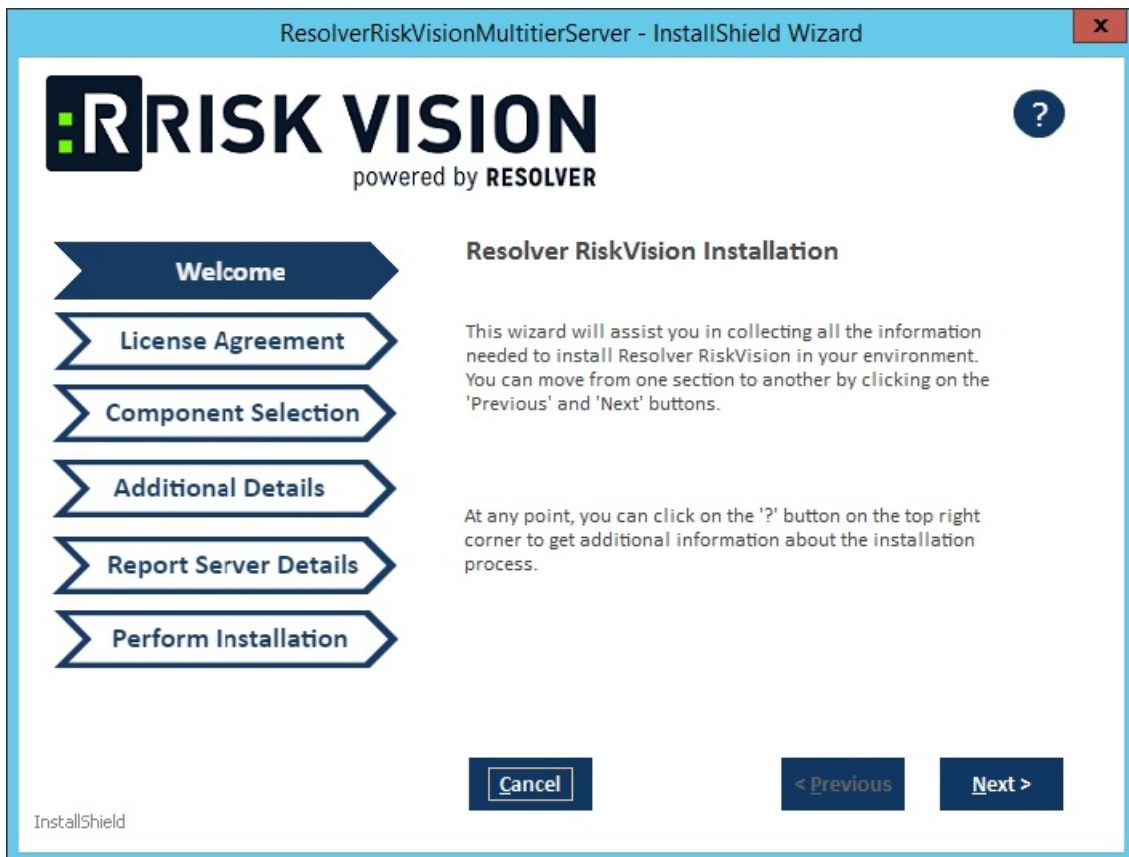 ResolverRiskVisionMultitierServer - InstallShield Wizard
x
:R RISK VISION
powered by RESOLVER
?
Welcome
License Agreement
Component Selection
Additional Details
Report Server Details
Perform Installation
Resolver RiskVision Installation
This wizard will assist you in collecting all the information
needed to install Resolver RiskVision in your environment.
You can move from one section to another by clicking on the
'Previous' and 'Next' buttons.
At any point, you can click on the '?' button on the top right
corner to get additional information about the installation
process.
Cancel
< Previous
Next >
InstallShield